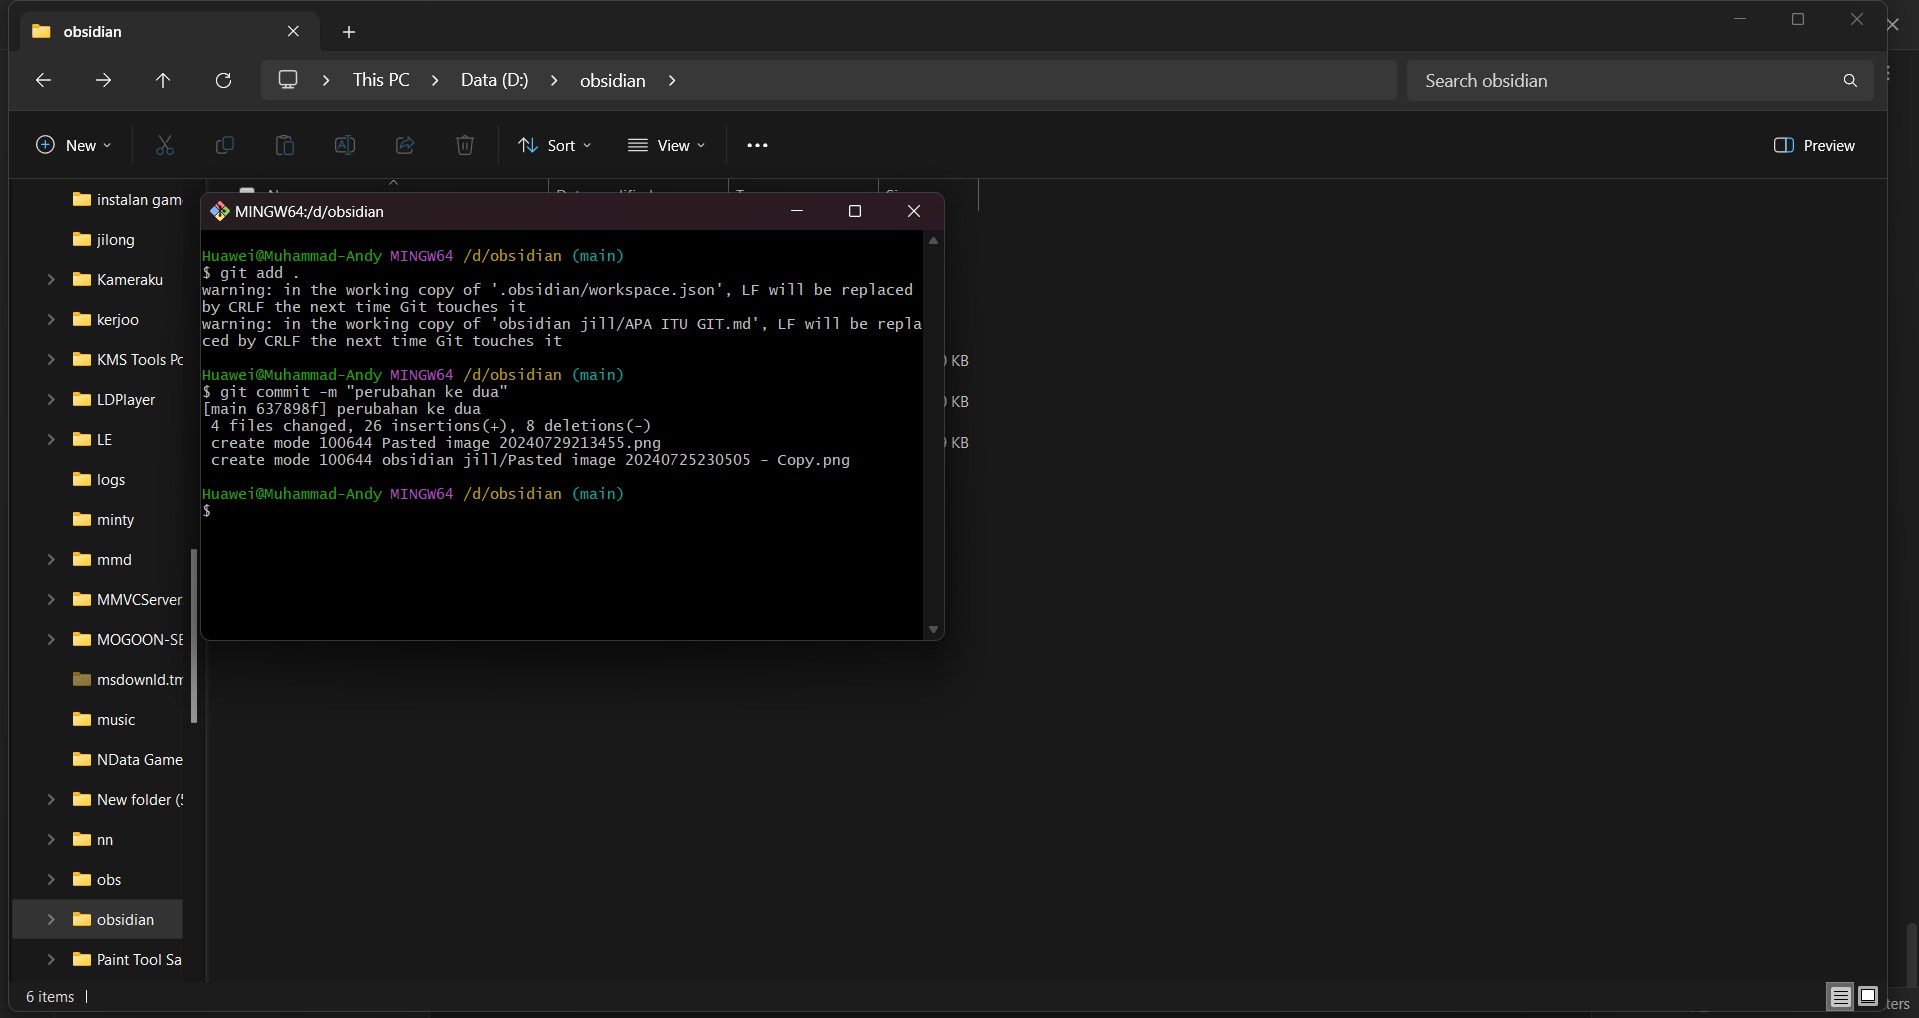 obsidian
This PC
Data (D:)
obsidian
Search obsidian
New
Sort
View
Preview
instalan gam
jilong
Kameraku
kerjoo
KMS Tools Po
LDPlayer
LE
logs
minty
mmd
MMVCServer
MOGOON-SE
msdownld.tm
music
NData Game
New folder (5
nn
obs
obsidian
Paint Tool Sa
MINGW64:/d/obsidian
Huawei@Muhammad-Andy MINGW64 /d/obsidian (main)
$ git add .
warning: in the working copy of '.obsidian/workspace.json', LF will be replaced
by CRLF the next time Git touches it
warning: in the working copy of 'obsidian jill/APA ITU GIT.md', LF will be repla
ced by CRLF the next time Git touches it
Huawei@Muhammad-Andy MINGW64 /d/obsidian (main)
$ git commit -m "perubahan ke dua"
[main 637898f] perubahan ke dua
4 files changed, 26 insertions(+), 8 deletions(-)
create mode 100644 Pasted image 20240729213455.png
create mode 100644 obsidian jill/Pasted image 20240725230505 - Copy.png
Huawei@Muhammad-Andy MINGW64 /d/obsidian (main)
$
KB
KB
KB
6 items
ters